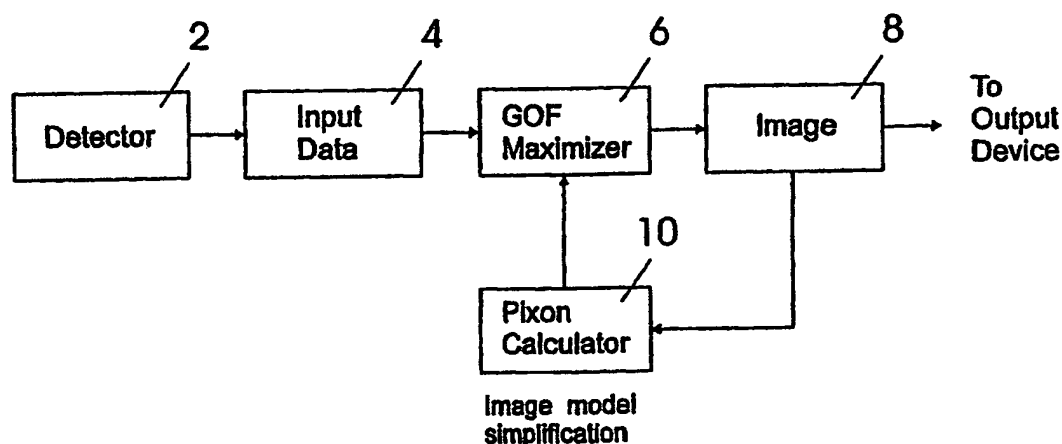 2
4
6
8
Detector
Input
Data
GOF
Maximizer
Image
To
Output
Device
10
Pixon
Calculator
Image model
simplification